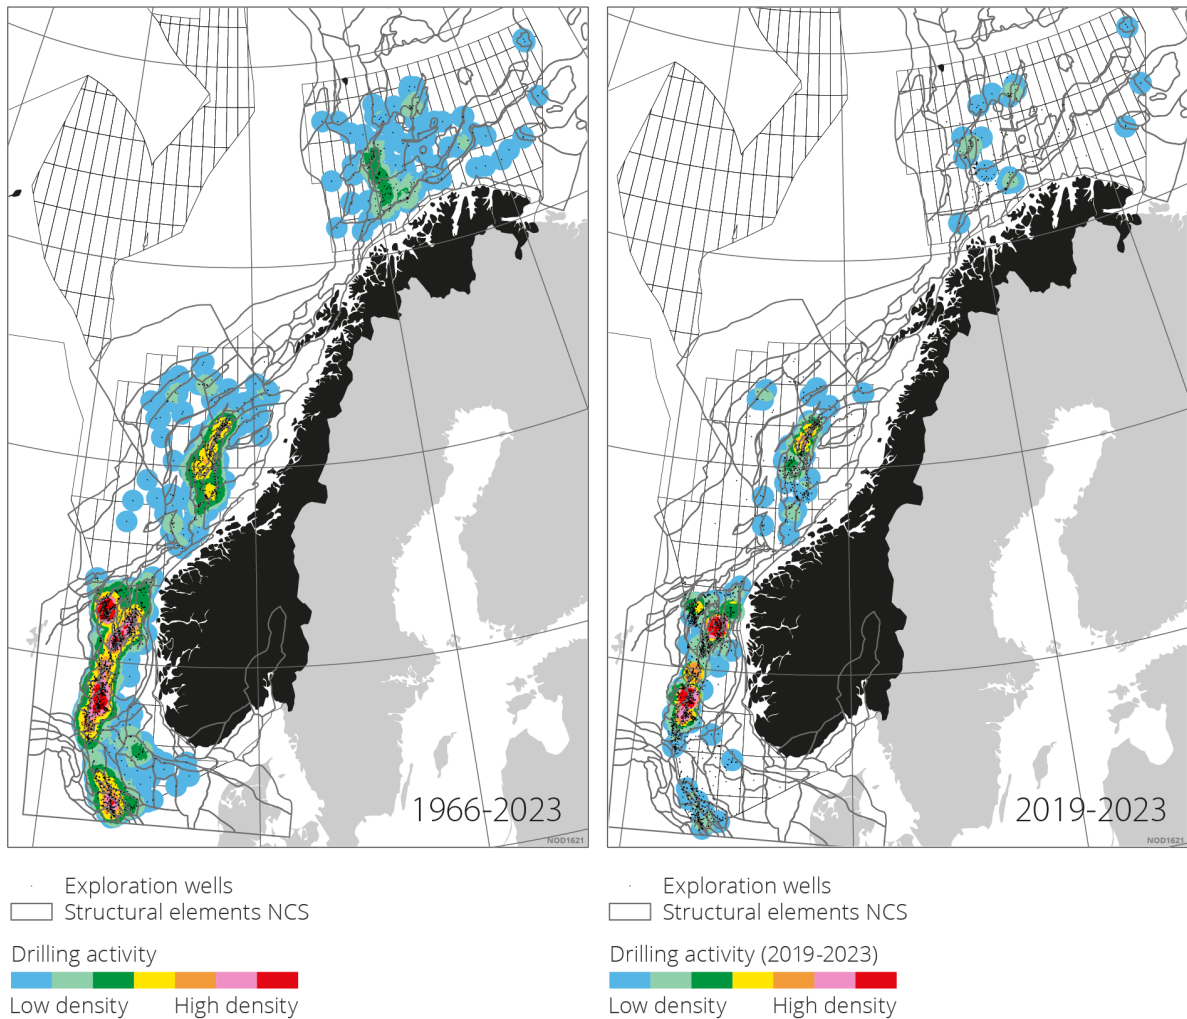 1966-2023
NOD1621
2019-2023
NOD1621
Exploration wells
Structural elements NCS
Drilling activity
Low density
High density
Exploration wells
Structural elements NCS
Drilling activity (2019-2023)
Low density
High density